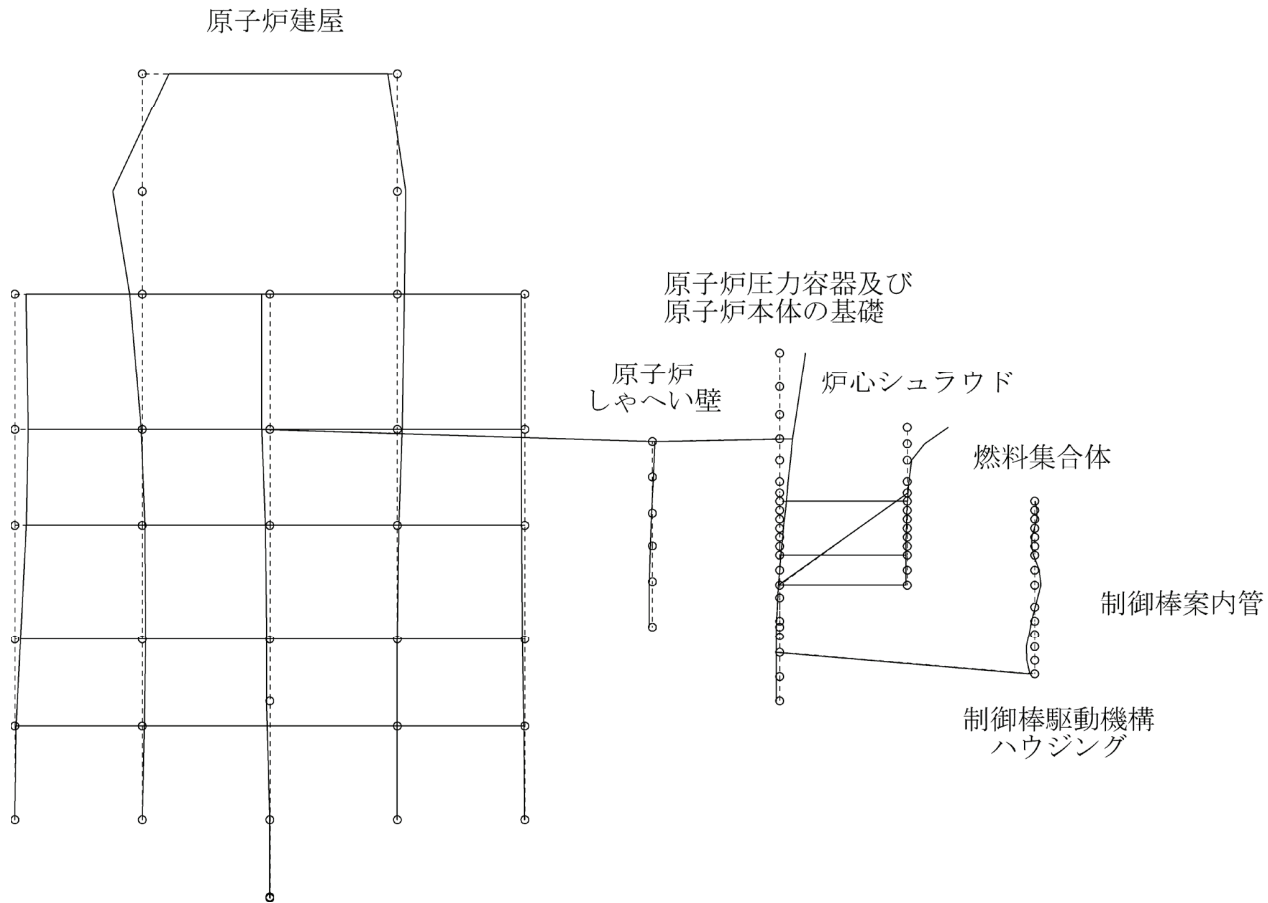 原子炉建屋
原子炉圧力容器及び
原子炉本体の基礎
原子炉
しゃへい壁
炉心シュラウド
燃料集合体
制御棒案内管
制御棒駆動機構
ハウジング